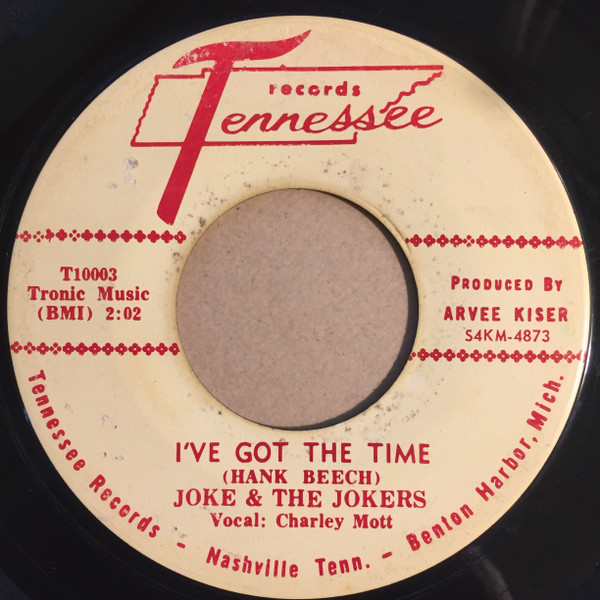 records
Tennessee
T10003
Tronic Music
(BMI) 2:02
PRODUCED BY
ARVEE KISER
S4KM-4873
I'VE GOT THE TIME
(HANK BEECH)
JOKE & THE JOKERS
Vocal: Charley Mott
Tennessee Records - Nashville Tenn. - Benton Harbor, Mich.